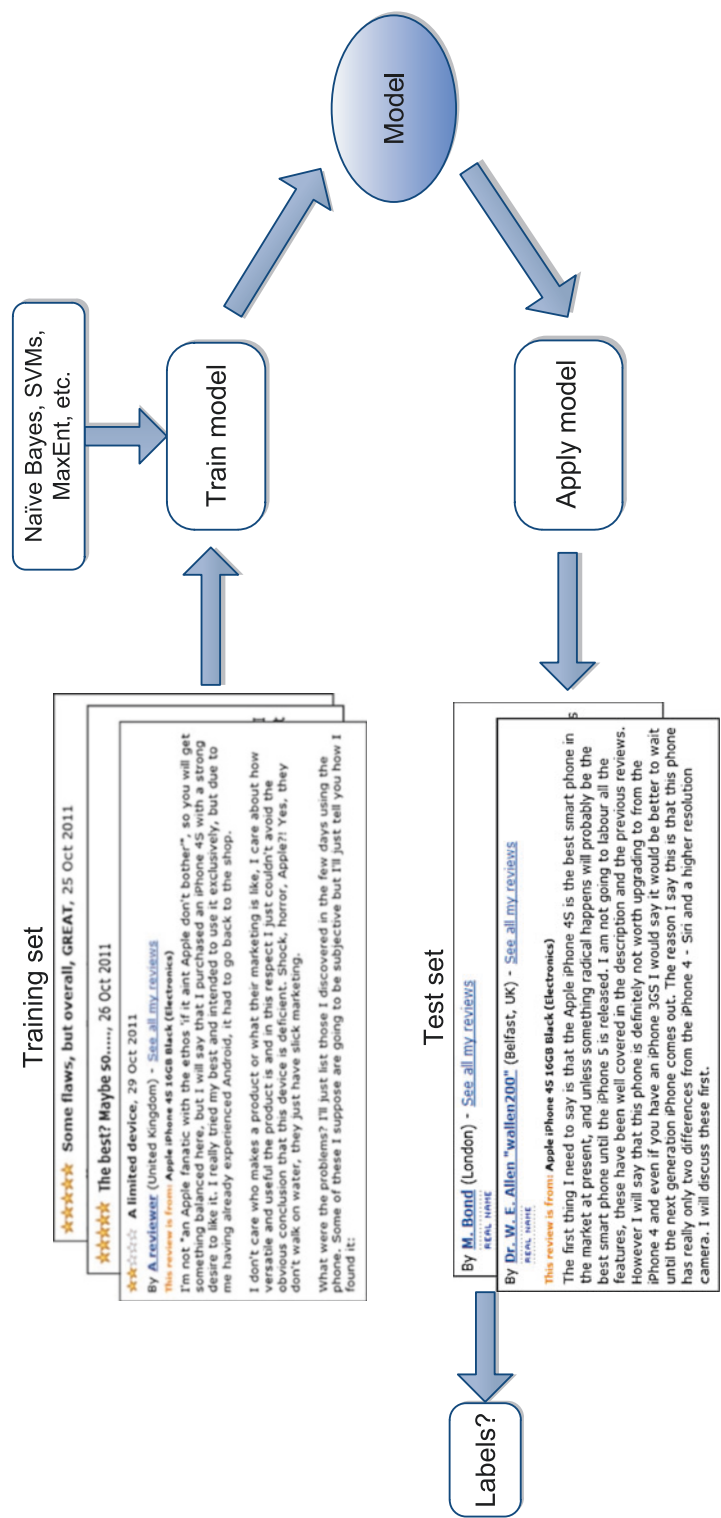 Training set
Some flaws, but overall, GREAT, 25 Oct 2011
The best? Maybe so....., 26 Oct 2011
A limited device, 29 Oct 2011
By A reviewer (United Kingdom) - See all my reviews
This review is from: Apple iPhone 4S 16GB Black (Electronics)
I'm not "an Apple fanatic with the ethos 'if it aint Apple don't bother'", so you will get
something balanced here, but I will say that I purchased an iPhone 4S with a strong
desire to like it. I really tried my best and intended to use it exclusively, but due to
me having already experienced Android, it had to go back to the shop.
I don't care who makes a product or what their marketing is like, I care about how
versatile and useful the product is and in this respect I just couldn't avoid the
obvious conclusion that this device is deficient. Shock, horror, Apple?! Yes, they
don't walk on water, they just have slick marketing.
What were the problems? I'll just list those I discovered in the few days using the
phone. Some of these I suppose are going to be subjective but I'll just tell you how I
found it:
Naïve Bayes, SVMs,
MaxEnt, etc.
Train model
Model
Apply model
Test set
By M. Bond (London) - See all my reviews
REAL NAME
By Dr. W. E. Allen "wallen200" (Belfast, UK) - See all my reviews
REAL NAME
This review is from: Apple iPhone 4S 16GB Black (Electronics)
The first thing I need to say is that the Apple iPhone 4S is the best smart phone in
the market at present, and unless something radical happens will probably be the
best smart phone until the iPhone 5 is released. I am not going to labour all the
features, these have been well covered in the description and the previous reviews.
However I will say that this phone is definitely not worth upgrading to from the
iPhone 4 and even if you have an iPhone 3GS I would say it would be better to wait
until the next generation iPhone comes out. The reason I say this is that this phone
has really only two differences from the iPhone 4 - Siri and a higher resolution
camera. I will discuss these first.
Labels?